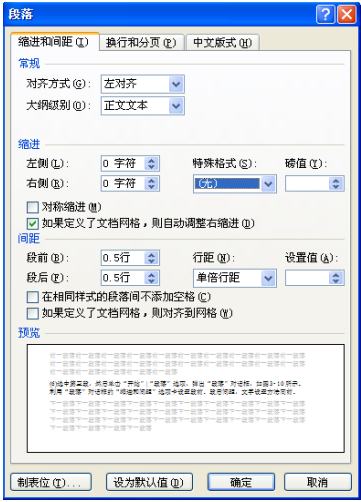 段落
缩进和间距(I) 换行和分页(P) 中文版式(H)
常规
对齐方式(G): 左对齐
大纲级别(O): 正文文本
缩进
左侧(L): 0 字符 特殊格式(S): 磅值(Y):
右侧(R): 0 字符 (无)
对称缩进(M)
如果定义了文档网格，则自动调整右缩进(D)
间距
段前(B): 0.5行 行距(N): 设置值(A):
段后(F): 0.5行 单倍行距
在相同样式的段落间不添加空格(C)
如果定义了文档网格，则对齐到网格(W)
预览
制表位(T)... 设为默认值(D) 确定 取消